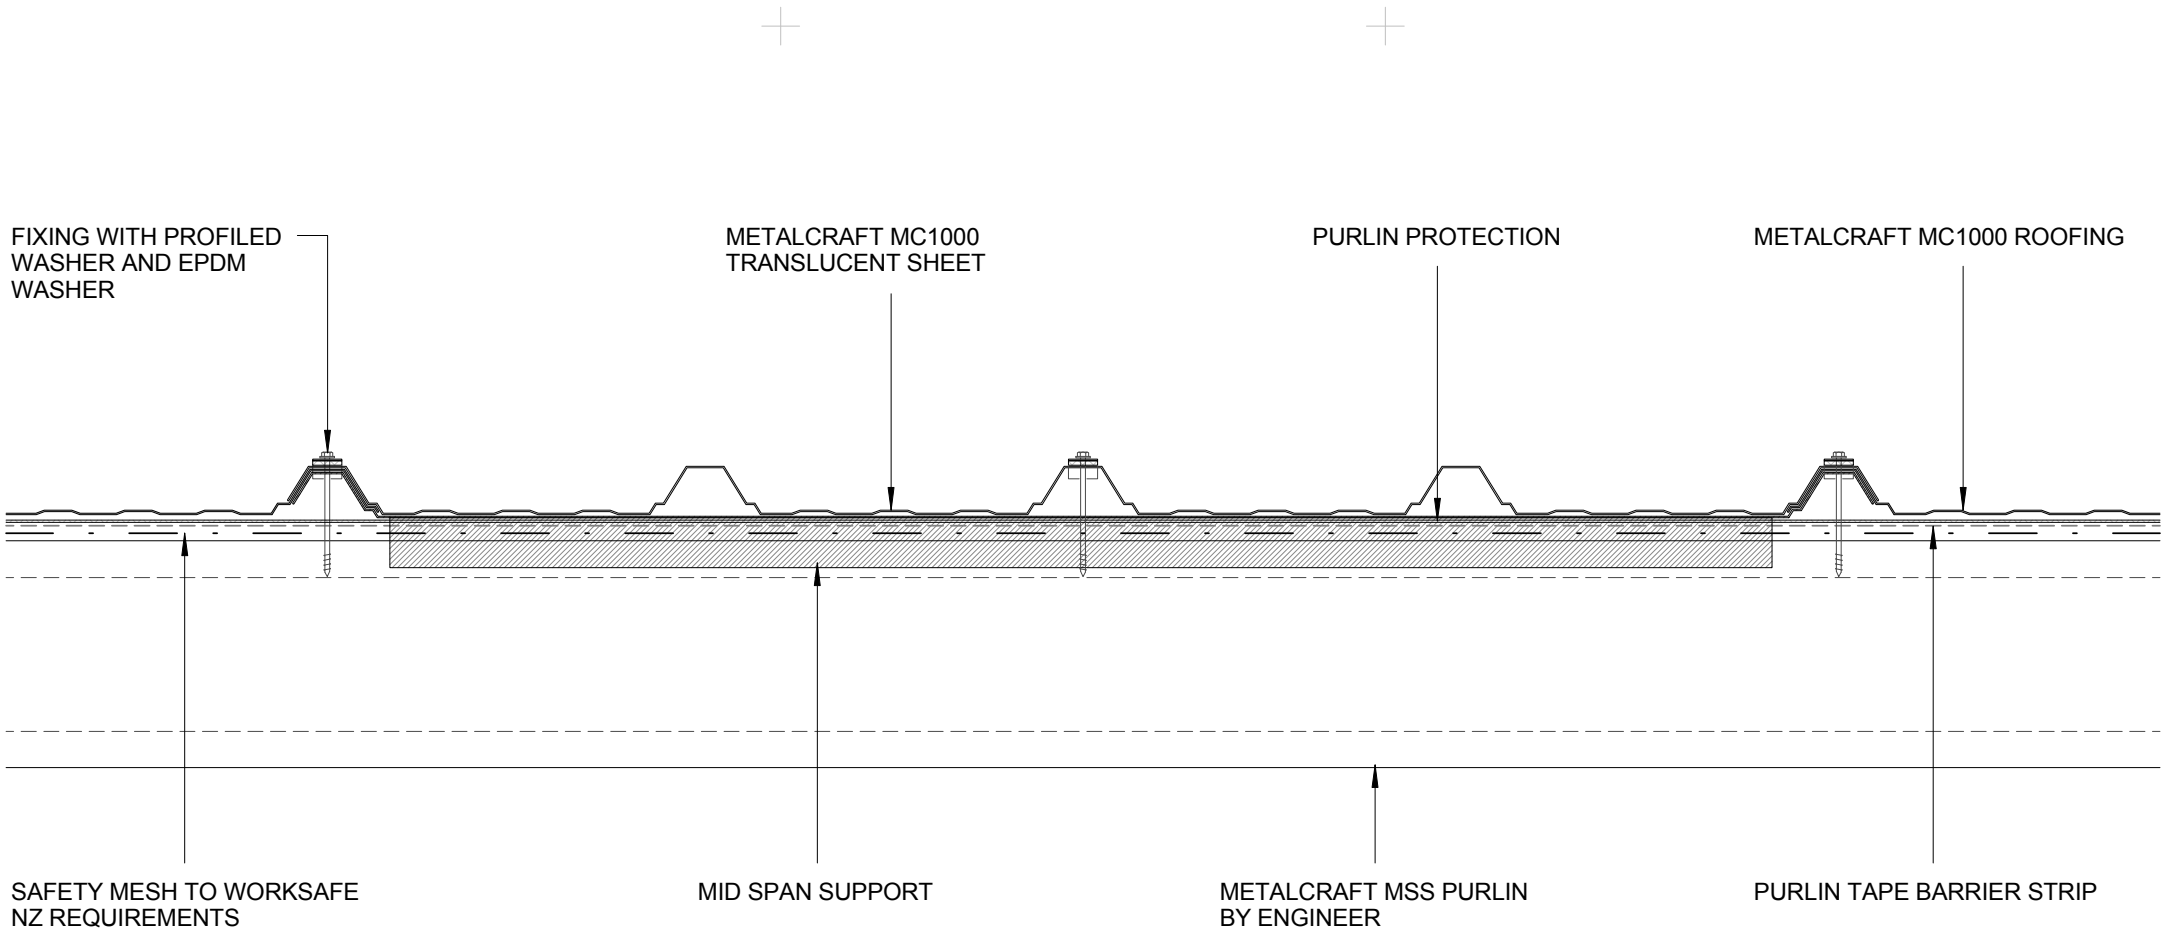 FIXING WITH PROFILED
WASHER AND EPDM
WASHER
METALCRAFT MC1000
TRANSLUCENT SHEET
PURLIN PROTECTION
METALCRAFT MC1000 ROOFING
SAFETY MESH TO WORKSAFE
NZ REQUIREMENTS
MID SPAN SUPPORT
METALCRAFT MSS PURLIN
BY ENGINEER
PURLIN TAPE BARRIER STRIP